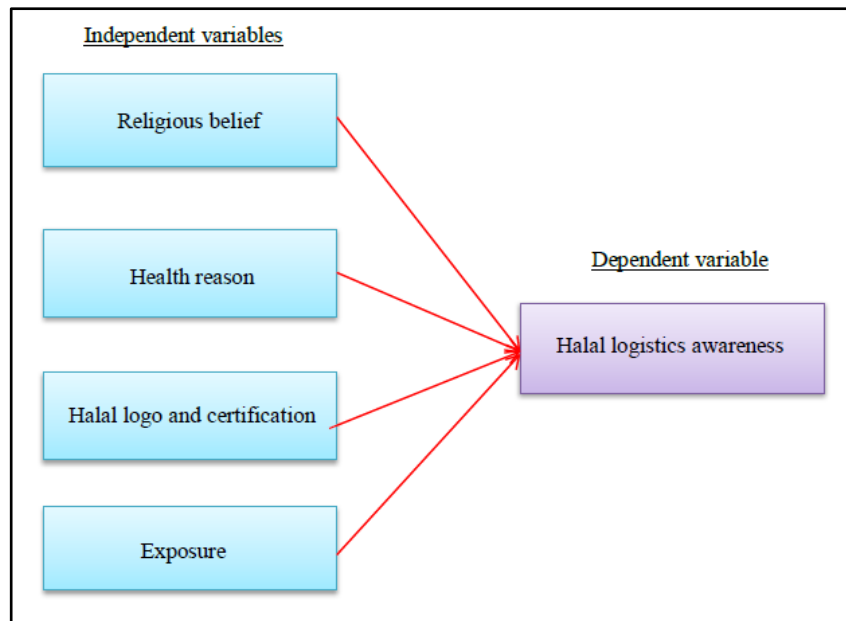 Independent variables
Religious belief
Health reason
Dependent variable
Halal logistics awareness
Halal logo and certification
Exposure